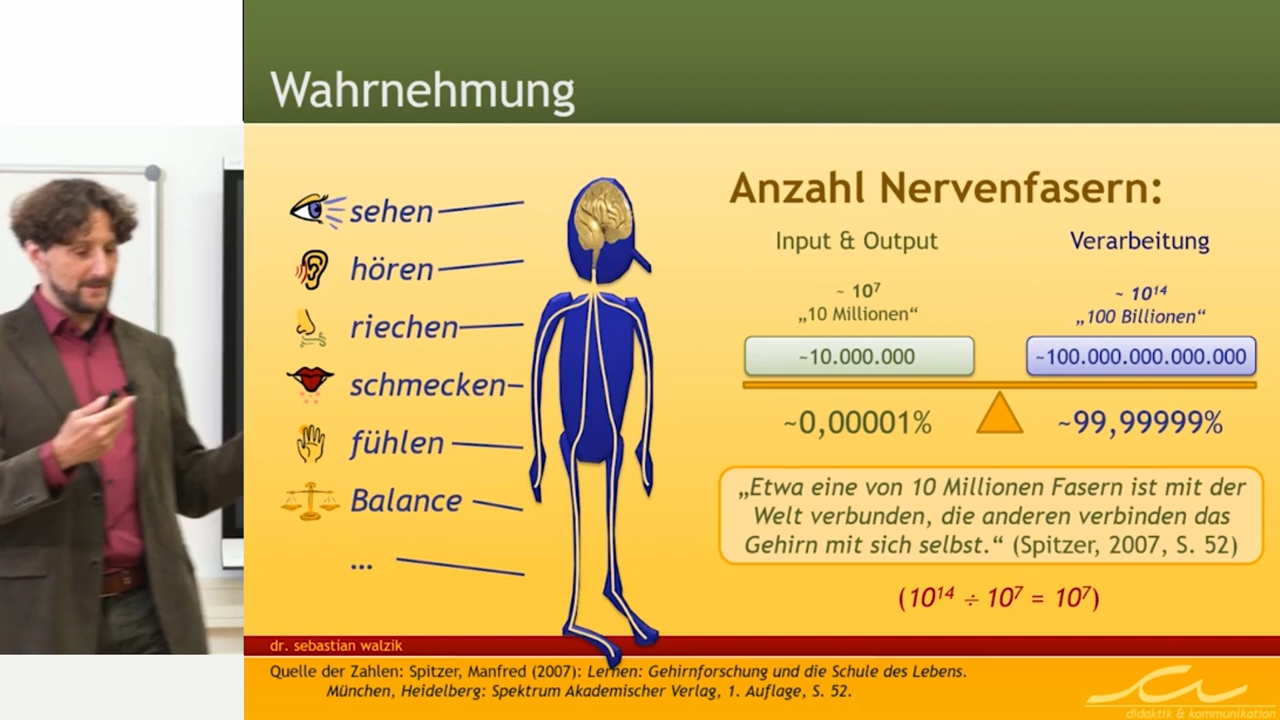 Wahrnehmung
sehen
hören
riechen
schmecken
fühlen
Balance
...
Anzahl Nervenfasern:
Input & Output
Verarbeitung
~ 10⁷
„10 Millionen“
~ 10¹⁴
„100 Billionen“
~10.000.000
~100.000.000.000.000
~0,00001%
~99,99999%
„Etwa eine von 10 Millionen Fasern ist mit der
Welt verbunden, die anderen verbinden das
Gehirn mit sich selbst.“ (Spitzer, 2007, S. 52)
(10¹⁴ ÷ 10⁷ = 10⁷)
dr. sebastian walzik
Quelle der Zahlen: Spitzer, Manfred (2007): Lernen: Gehirnforschung und die Schule des Lebens.
München, Heidelberg: Spektrum Akademischer Verlag, 1. Auflage, S. 52.
didaktik & kommunikation